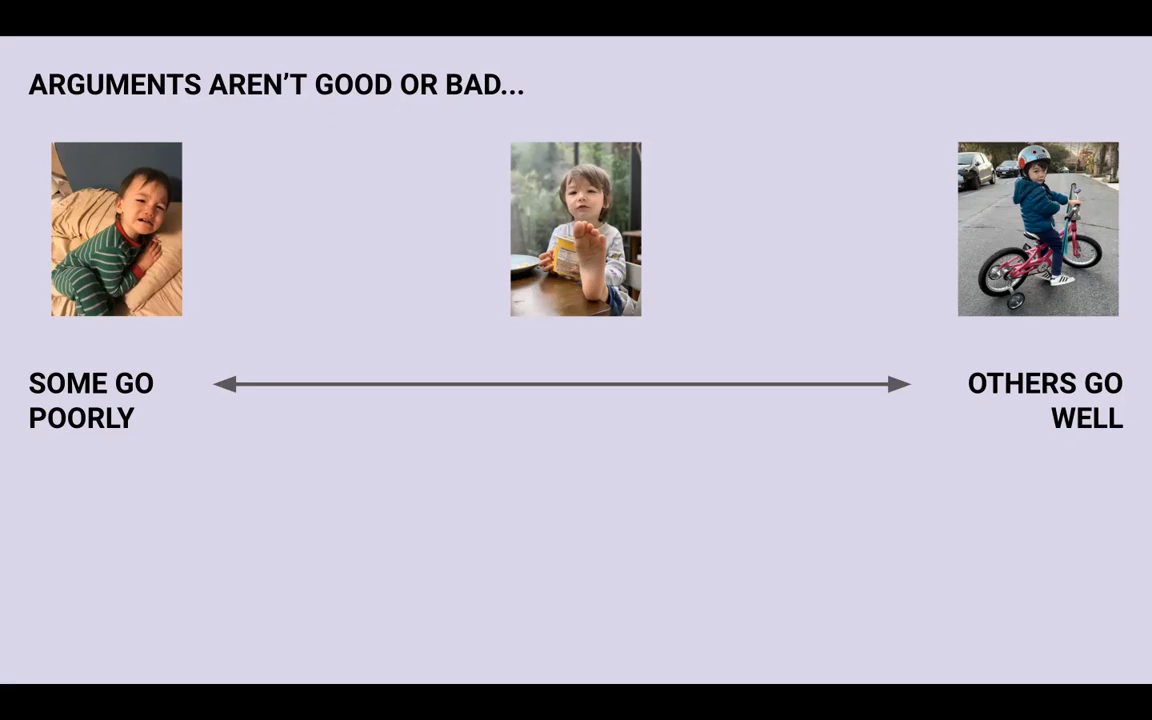 ARGUMENTS AREN’T GOOD OR BAD...
SOME GO
POORLY
OTHERS GO
WELL